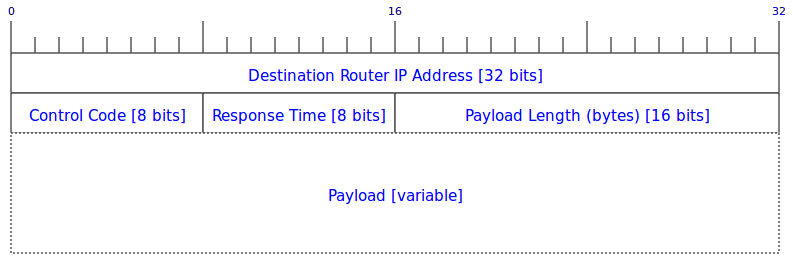 0 16 32
Destination Router IP Address [32 bits]
Control Code [8 bits] Response Time [8 bits] Payload Length (bytes) [16 bits]
Payload [variable]